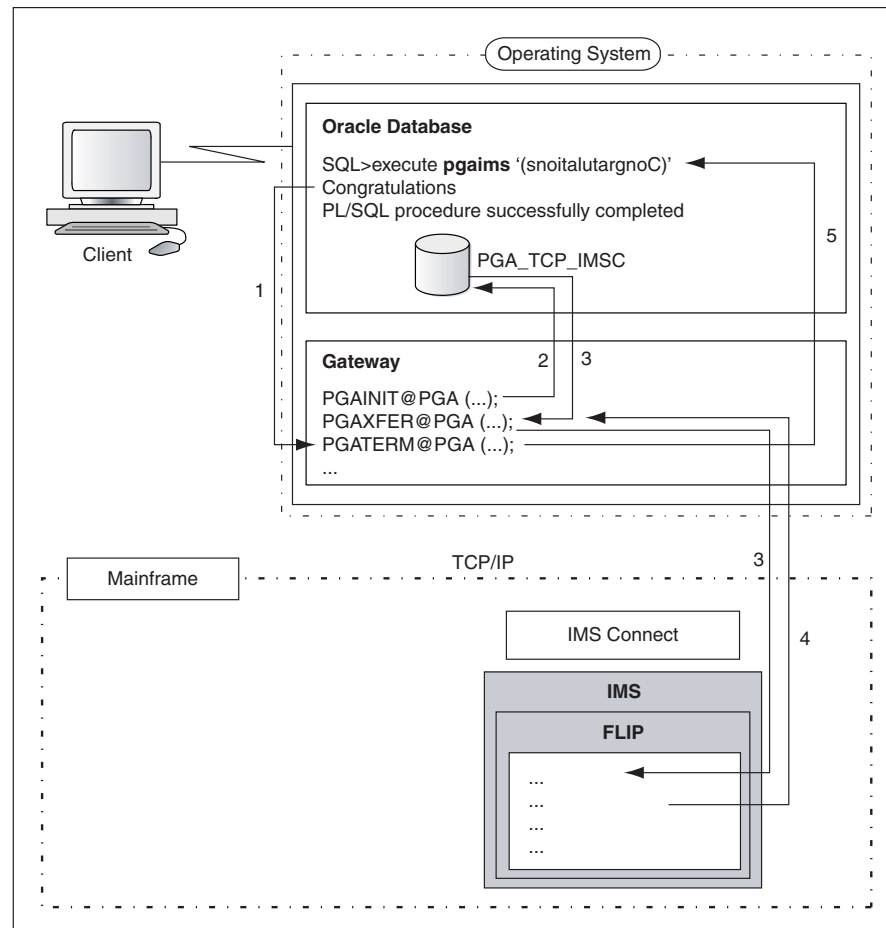 Operating System
Oracle Database
SQL>execute pgaims ‘(snoitalutargnoC)’
Congratulations
PL/SQL procedure successfully completed
Client
PGA_TCP_IMSC
5
1
2
3
Gateway
PGAINIT@PGA (...);
PGAXFER@PGA (...);
PGATERM@PGA (...);
...
TCP/IP
3
Mainframe
IMS Connect
4
IMS
FLIP
...
...
...
...